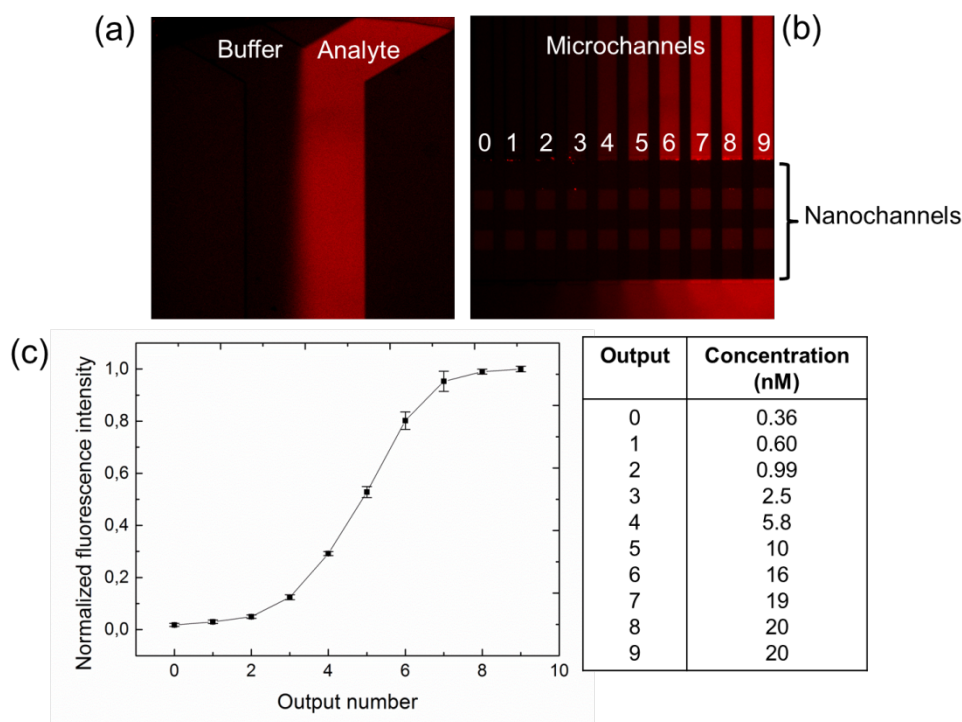 (a)
Buffer Analyte
Microchannels
(b)
0 1 2 3 4 5 6 7 8 9
Nanochannels
(c)
Normalized fluorescence intensity
1,0
0,8
0,6
0,4
0,2
0,0
0 2 4 6 8 10
Output number
Output Concentration
(nM)
0 0.36
1 0.60
2 0.99
3 2.5
4 5.8
5 10
6 16
7 19
8 20
9 20